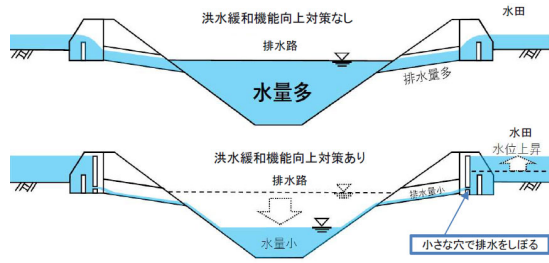 洪水緩和機能向上対策なし
水田
排水路
排水量多
水量多
水田
水位上昇
洪水緩和機能向上対策あり
排水路
排水量小
水量小
小さな穴で排水をしぼる